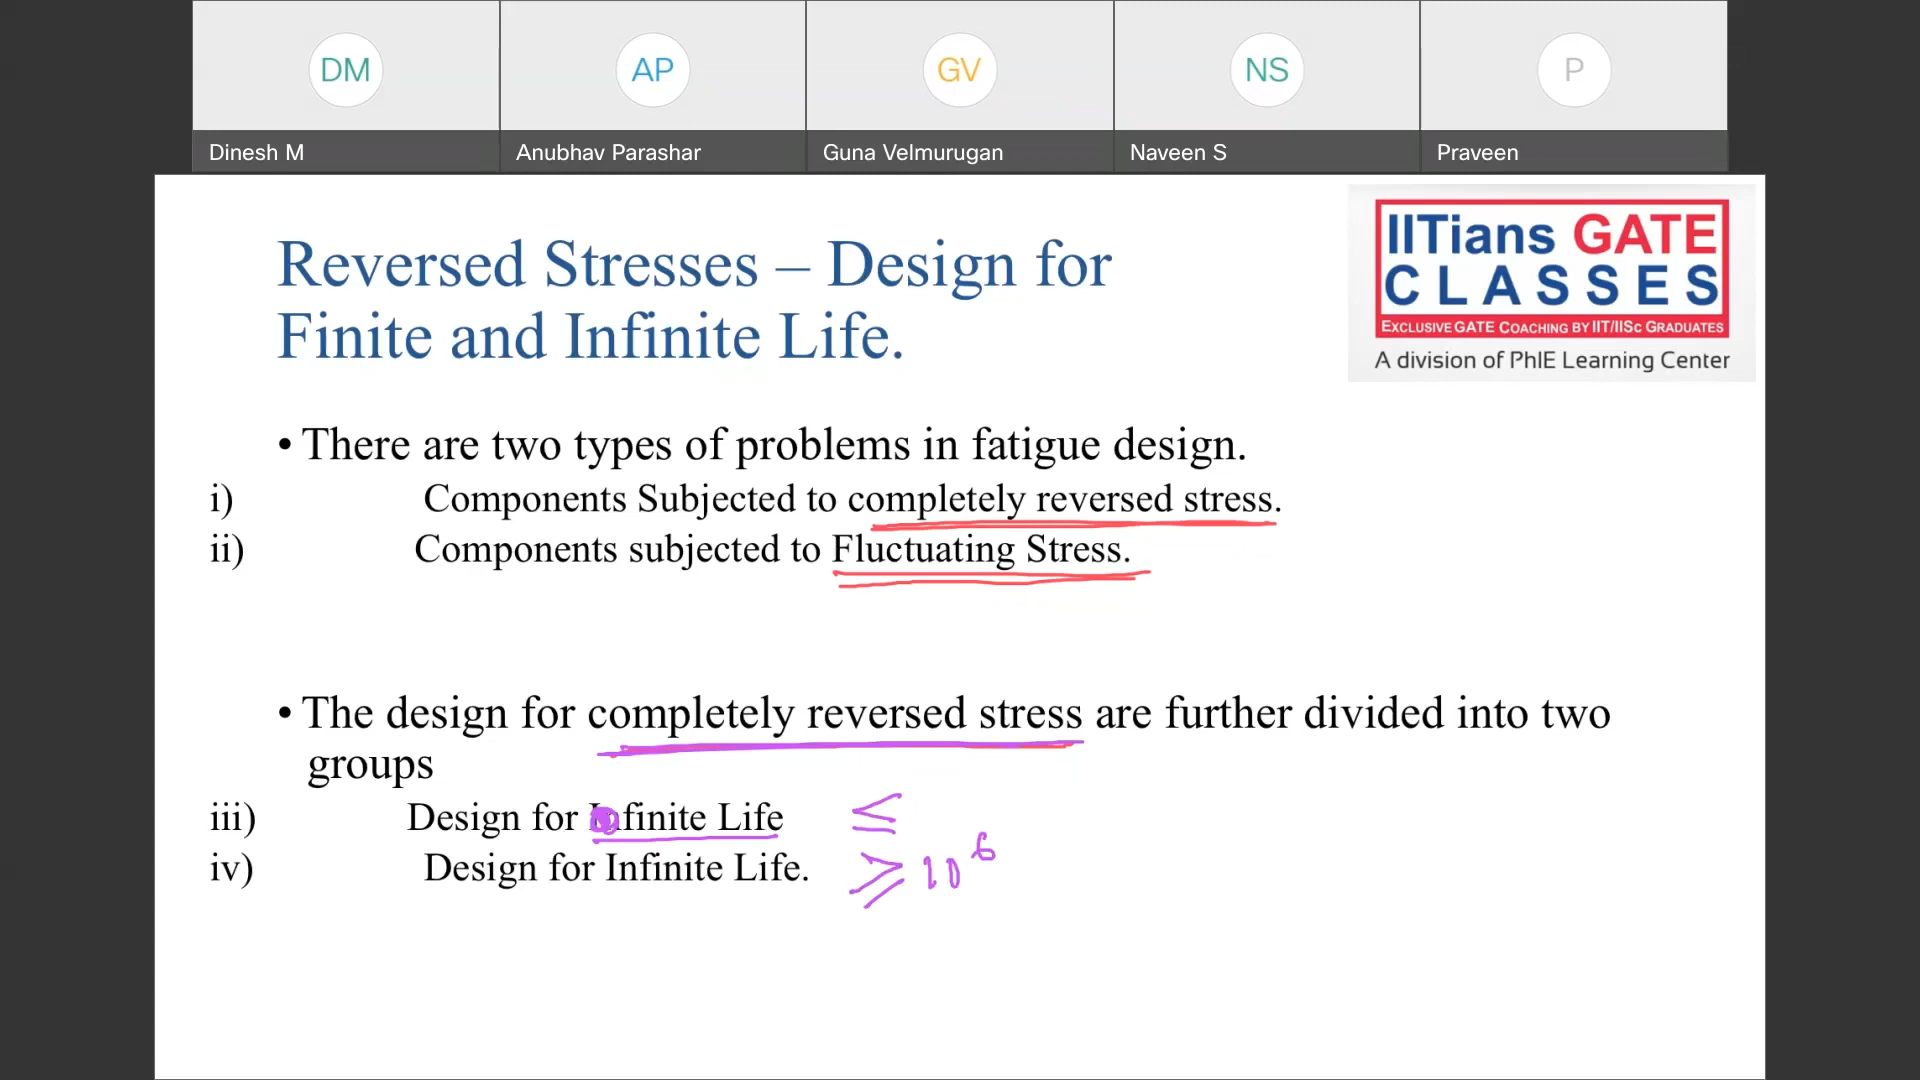 DM AP GV NS P
Dinesh M Anubhav Parashar Guna Velmurugan Naveen S Praveen
IITians GATE
CLASSES
EXCLUSIVE GATE COACHING BY IIT/IISc GRADUATES
A division of PhIE Learning Center
Reversed Stresses – Design for
Finite and Infinite Life.
• There are two types of problems in fatigue design.
i) Components Subjected to completely reversed stress.
ii) Components subjected to Fluctuating Stress.
• The design for completely reversed stress are further divided into two
groups
iii) Design for finite Life ≤
iv) Design for Infinite Life. ≥ 10⁶